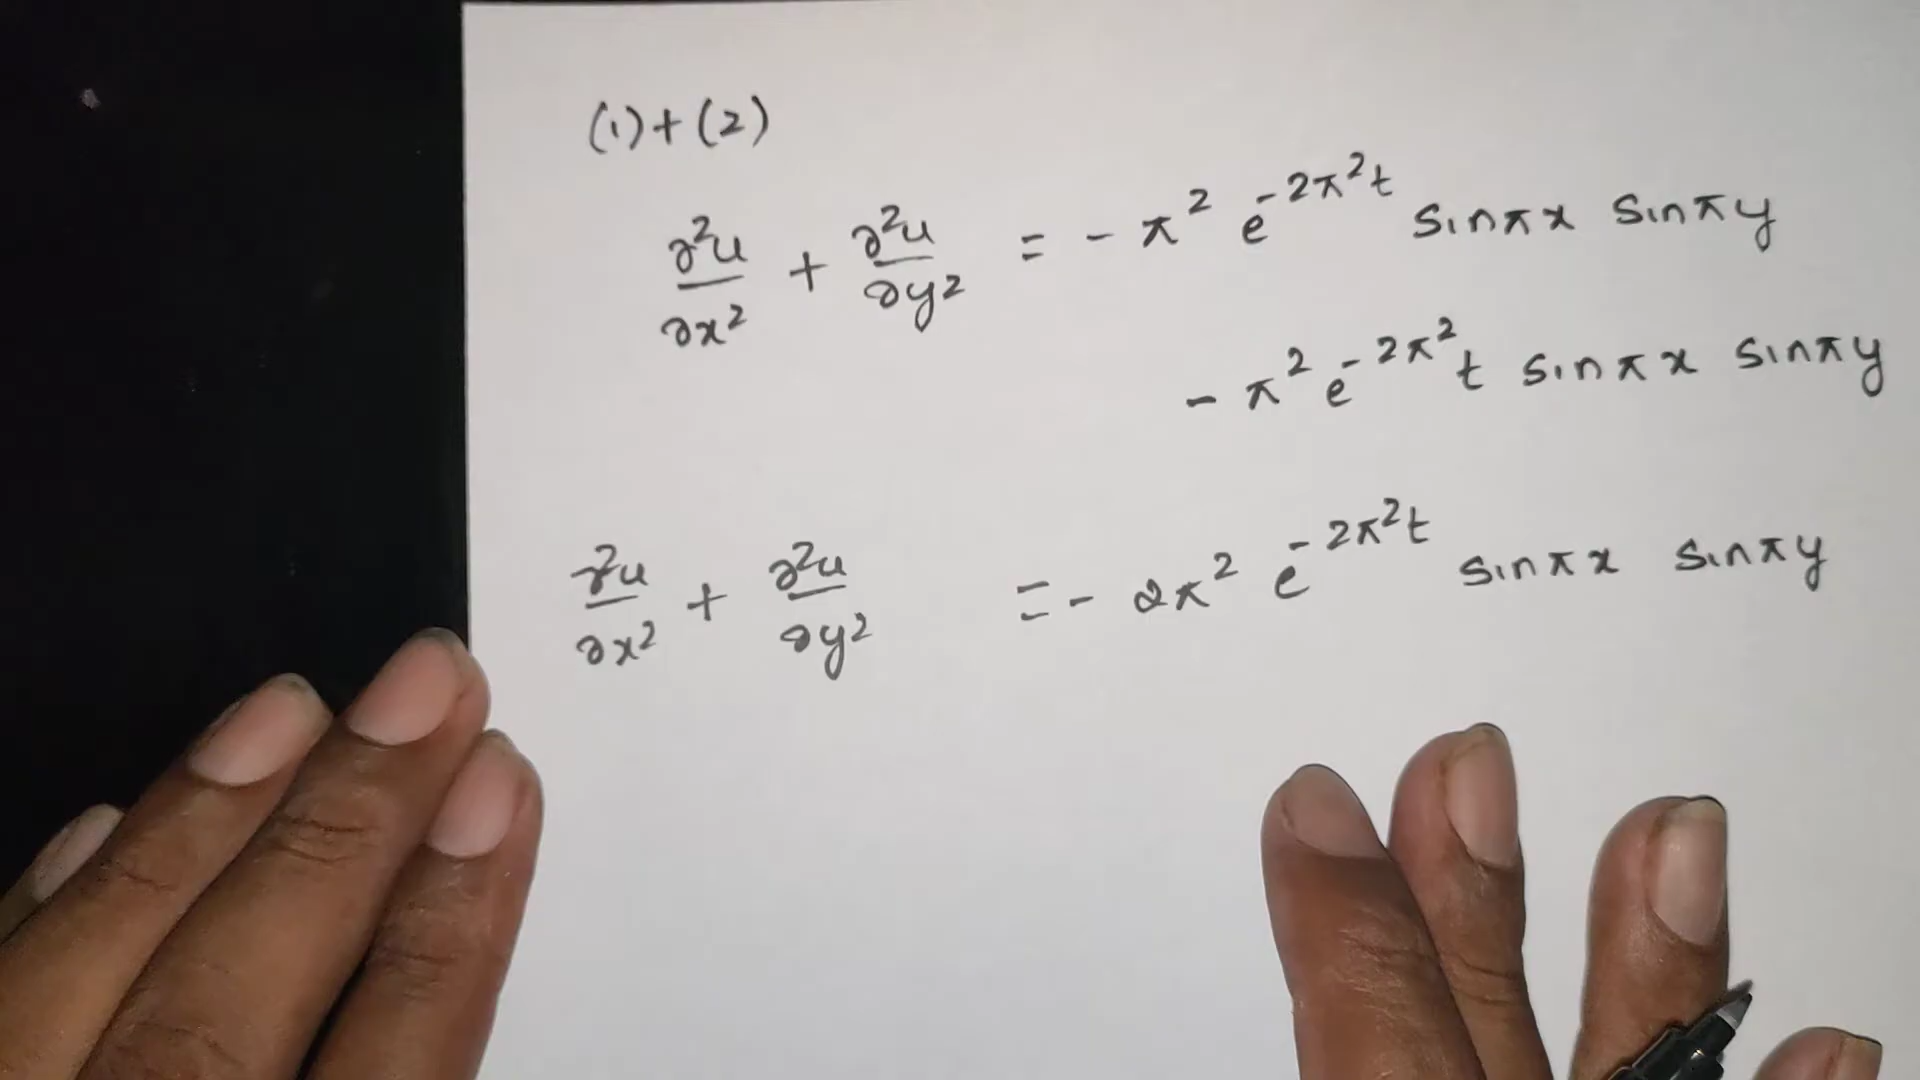 (1)+(2)
∂²u/∂x² + ∂²u/∂y² = - π² e^{-2π²t} sinπx sinπy
- π² e^{-2π²t} sinπx sinπy
∂²u/∂x² + ∂²u/∂y² = - 2π² e^{-2π²t} sinπx sinπy